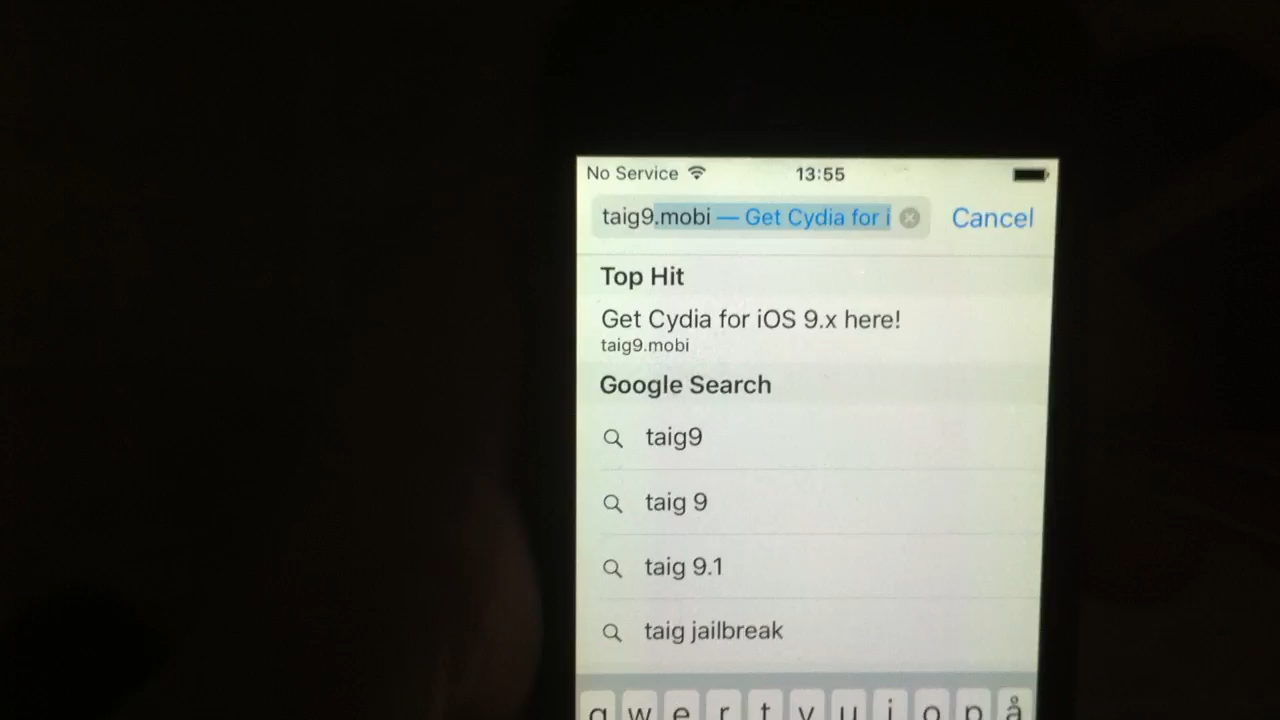 No Service 13:55
taig9.mobi — Get Cydia for i Cancel
Top Hit
Get Cydia for iOS 9.x here!
taig9.mobi
Google Search
taig9
taig 9
taig 9.1
taig jailbreak
q w e r t y u i o p å